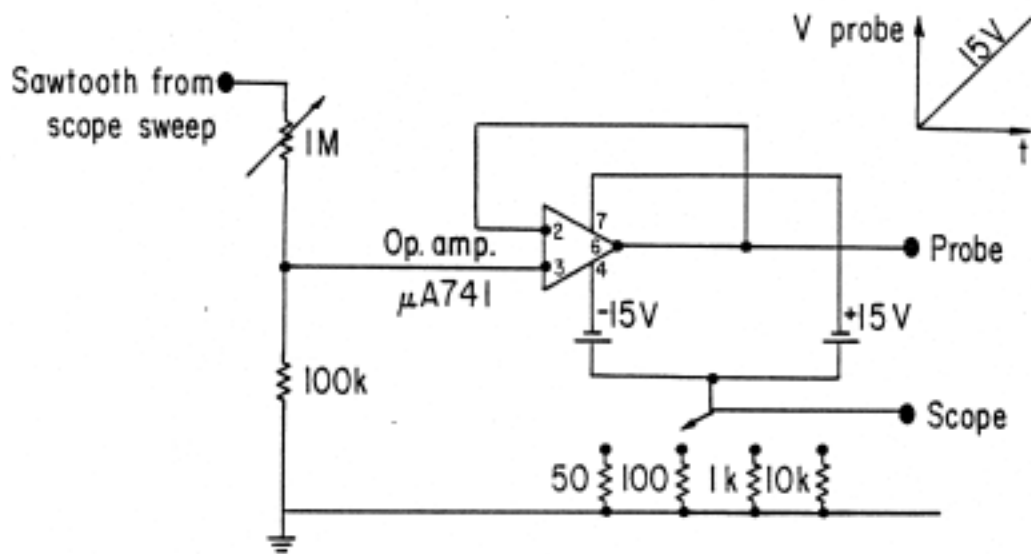 V probe
15V
t
Sawtooth from
scope sweep
1M
2
7
6
3
4
Op. amp.
μA741
Probe
-15V
+15V
100k
Scope
50
100
1k
10k